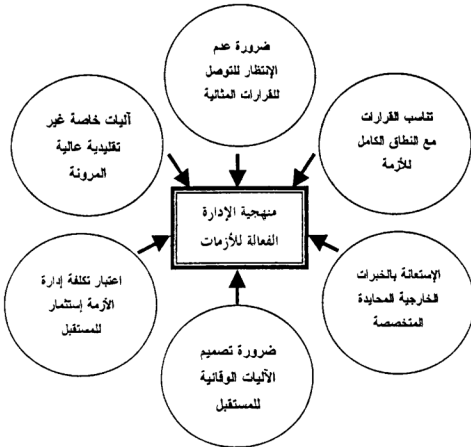 ضرورة عدم
الإنتظار للتوصل
للقرارات المثالية
تناسب القرارات
مع النطاق الكامل
للأزمة
آليات خاصة غير
تقليدية عالية
المرونة
منهجية الإدارة
الفعالة للأزمات
الإستعانة بالخبرات
الخارجية المحايدة
المتخصصة
اعتبار تكلفة إدارة
الأزمة إستثمار
للمستقبل
ضرورة تصميم
الآليات الوقائية
للمستقبل